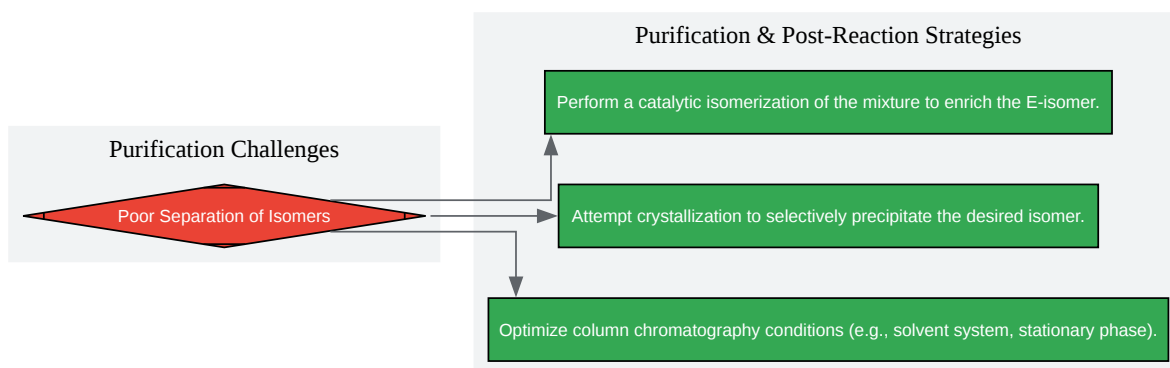 Purification & Post-Reaction Strategies
Perform a catalytic isomerization of the mixture to enrich the E-isomer.
Purification Challenges
Poor Separation of Isomers
Attempt crystallization to selectively precipitate the desired isomer.
Optimize column chromatography conditions (e.g., solvent system, stationary phase).